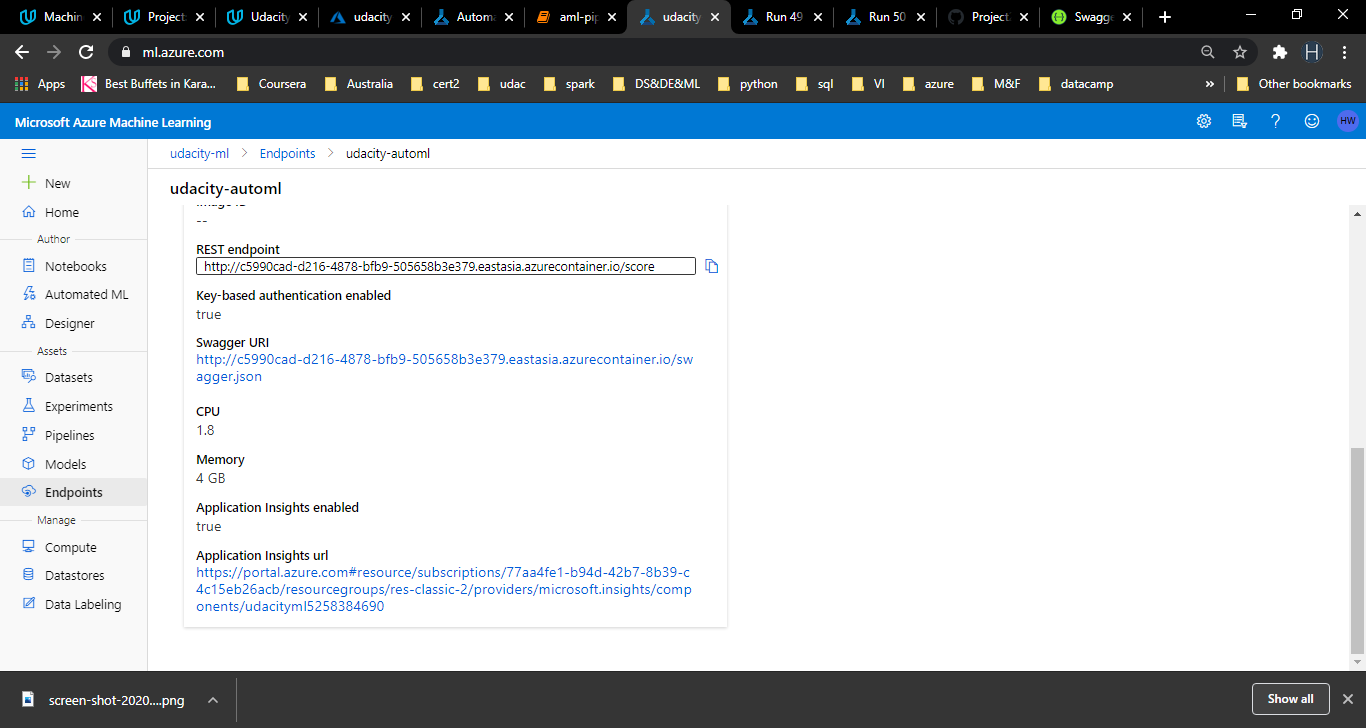 Machin
Project
Udacity
udacity
Automa
aml-pip
udacity
Run 49
Run 50
Project
Swagge
ml.azure.com
H
Apps
Best Buffets in Kara...
Coursera
Australia
cert2
udac
spark
DS&DE&ML
python
sql
VI
azure
M&F
datacamp
»
Other bookmarks
Microsoft Azure Machine Learning
HW
udacity-ml > Endpoints > udacity-automl
New
Home
Author
Notebooks
Automated ML
Designer
Assets
Datasets
Experiments
Pipelines
Models
Endpoints
Manage
Compute
Datastores
Data Labeling
udacity-automl
--
REST endpoint
http://c5990cad-d216-4878-bfb9-505658b3e379.eastasia.azurecontainer.io/score
Key-based authentication enabled
true
Swagger URI
http://c5990cad-d216-4878-bfb9-505658b3e379.eastasia.azurecontainer.io/sw
agger.json
CPU
1.8
Memory
4 GB
Application Insights enabled
true
Application Insights url
https://portal.azure.com#resource/subscriptions/77aa4fe1-b94d-42b7-8b39-c
4c15eb26acb/resourcegroups/res-classic-2/providers/microsoft.insights/comp
onents/udacityml5258384690
screen-shot-2020....png
Show all